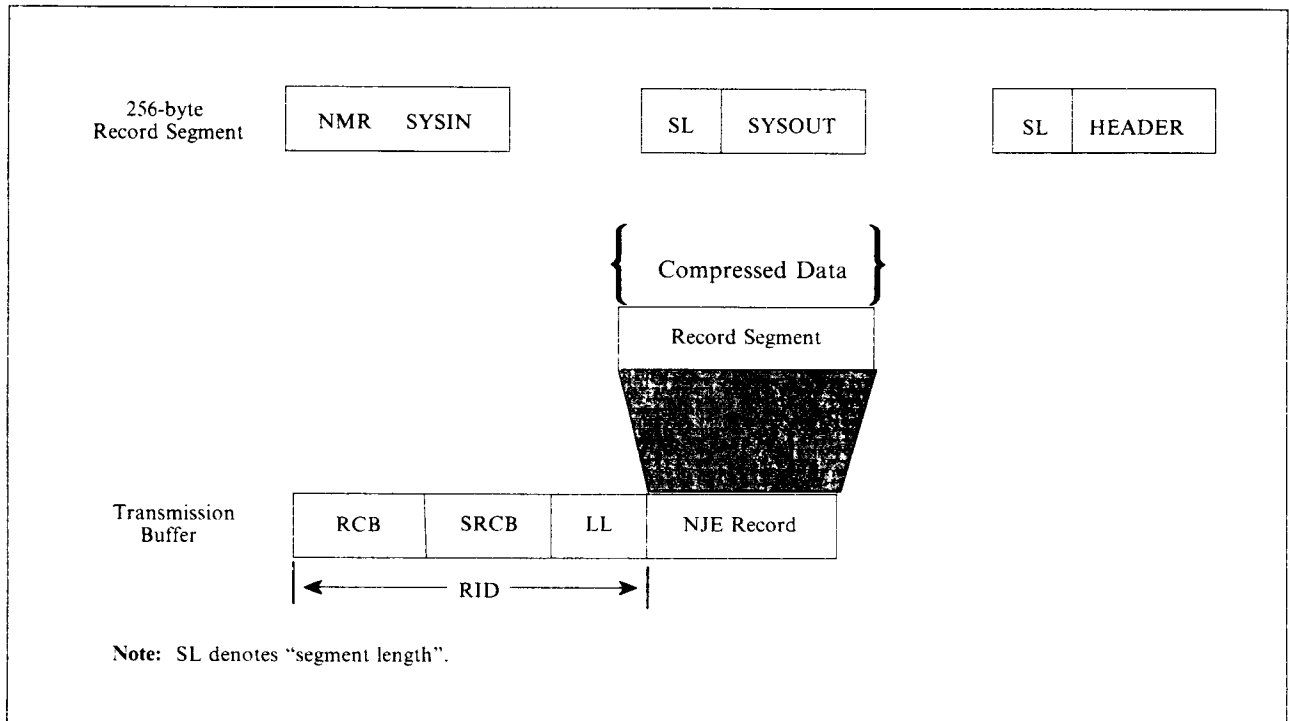 256-byte
Record Segment
NMR SYSIN
SL SYSOUT
SL HEADER
Compressed Data
Record Segment
Transmission
Buffer
RCB SRCB LL NJE Record
RID
Note: SL denotes “segment length”.